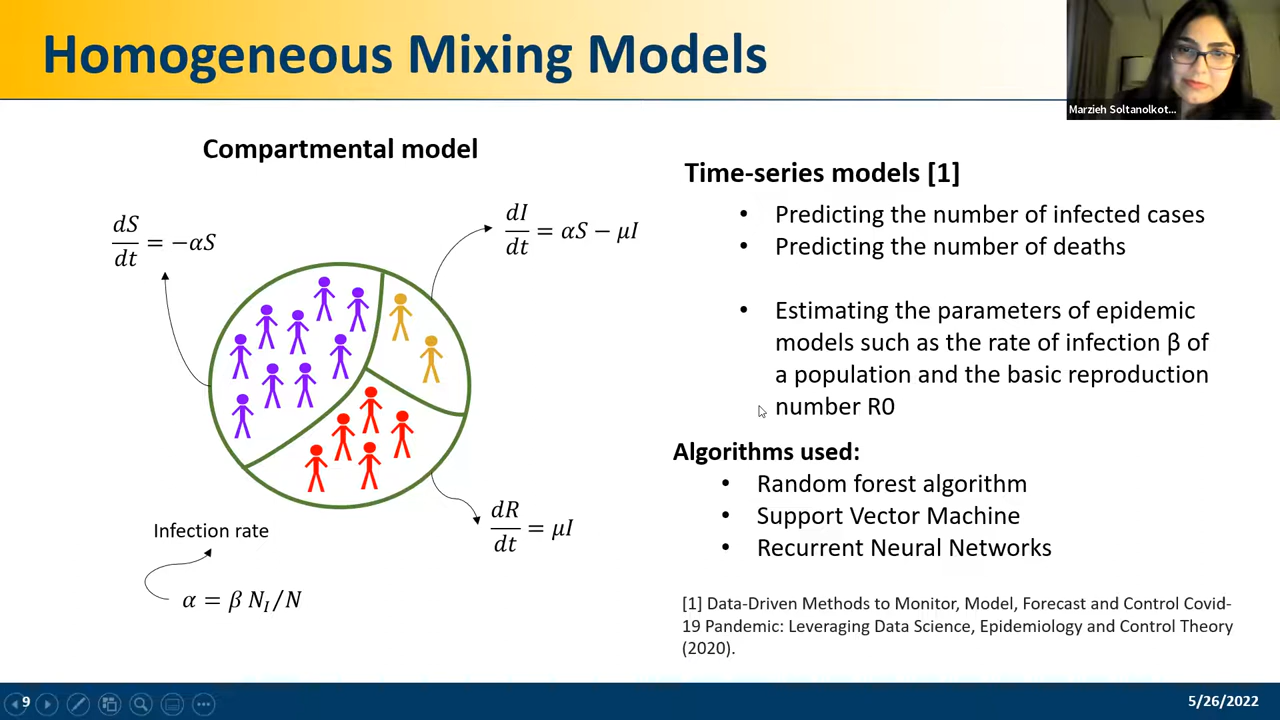 Homogeneous Mixing Models
Marzieh Soltanolkot...
Compartmental model
dS/dt = −αS
dI/dt = αS − μI
dR/dt = μI
Infection rate
α = β N_I/N
Time-series models [1]
• Predicting the number of infected cases
• Predicting the number of deaths
• Estimating the parameters of epidemic
models such as the rate of infection β of
a population and the basic reproduction
number R0
Algorithms used:
• Random forest algorithm
• Support Vector Machine
• Recurrent Neural Networks
[1] Data-Driven Methods to Monitor, Model, Forecast and Control Covid-
19 Pandemic: Leveraging Data Science, Epidemiology and Control Theory
(2020).
9
5/26/2022